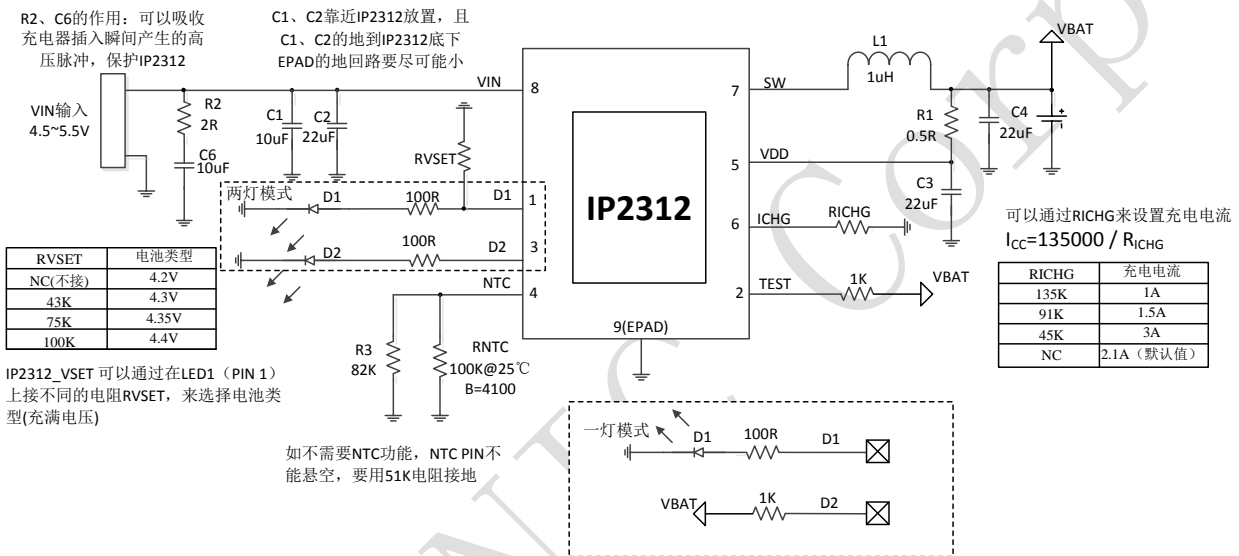 R2、C6的作用：可以吸收
充电器插入瞬间产生的高
压脉冲，保护IP2312
C1、C2靠近IP2312放置，且
C1、C2的地到IP2312底下
EPAD的地回路要尽可能小
VIN输入
4.5~5.5V
R2
2R
C6
10uF
C1
10uF
C2
22uF
VIN
8
RVSET
两灯模式
D1
100R
D1
1
D2
100R
D2
3
NTC
4
R3
82K
RNTC
100K@25℃
B=4100
IP2312
9(EPAD)
7
SW
L1
1uH
VBAT
R1
0.5R
C4
22uF
5
VDD
C3
22uF
6
ICHG
RICHG
2
TEST
1K
VBAT
RVSET 电池类型
NC(不接) 4.2V
43K 4.3V
75K 4.35V
100K 4.4V
IP2312_VSET 可以通过在LED1（PIN 1）
上接不同的电阻RVSET，来选择电池类
型(充满电压)
如不需要NTC功能，NTC PIN不
能悬空，要用51K电阻接地
可以通过RICHG来设置充电电流
ICC=135000 / RICHG
RICHG 充电电流
135K 1A
91K 1.5A
45K 3A
NC 2.1A（默认值）
一灯模式
D1
100R
D1
VBAT
1K
D2
Corp